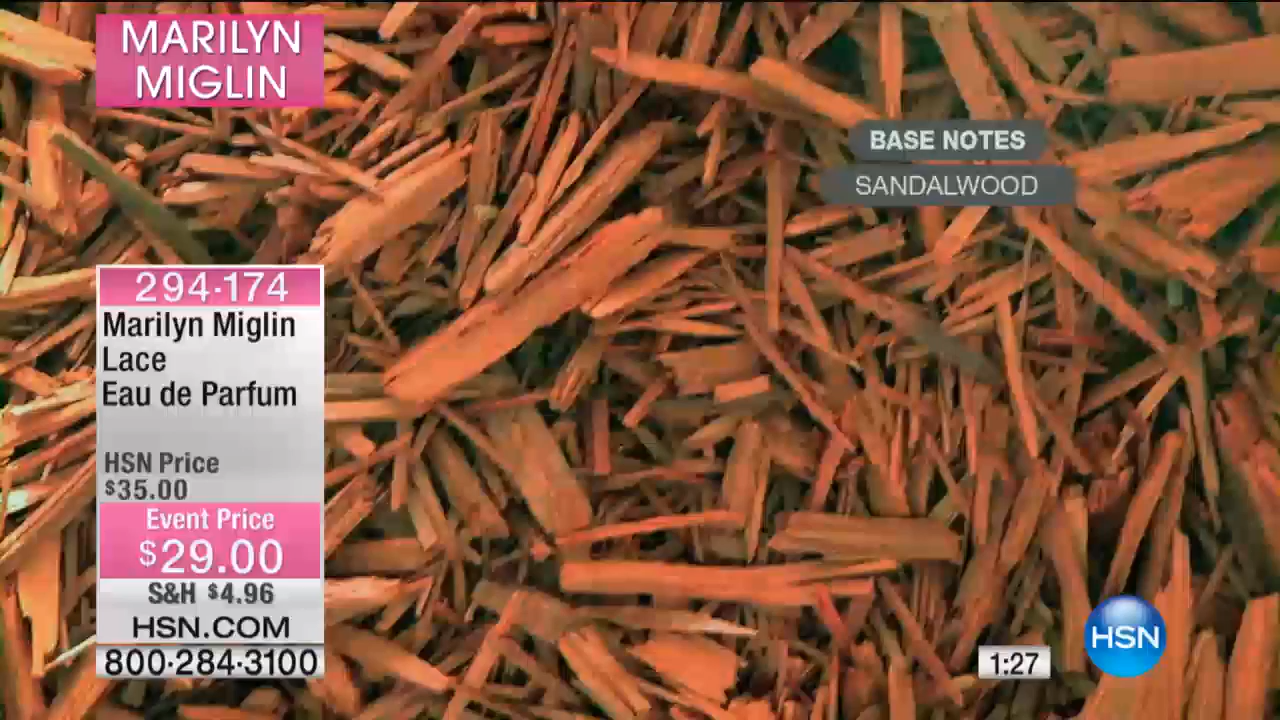 MARILYN
MIGLIN
BASE NOTES
SANDALWOOD
294-174
Marilyn Miglin
Lace
Eau de Parfum
HSN Price
$35.00
Event Price
$29.00
S&H $4.96
HSN.COM
800-284-3100
1:27
HSN